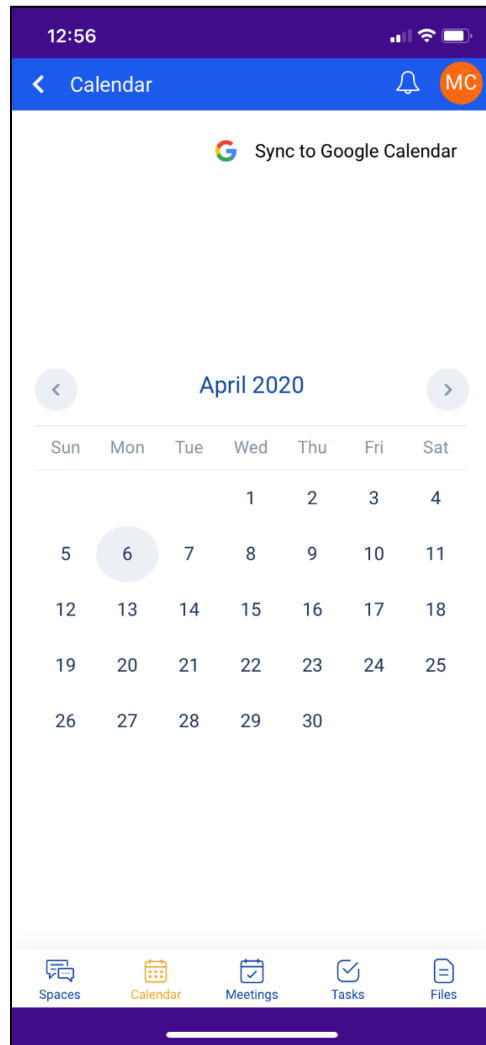 12:56
Calendar
MC
Sync to Google Calendar
April 2020
Sun Mon Tue Wed Thu Fri Sat
1 2 3 4
5 6 7 8 9 10 11
12 13 14 15 16 17 18
19 20 21 22 23 24 25
26 27 28 29 30
Spaces Calendar Meetings Tasks Files